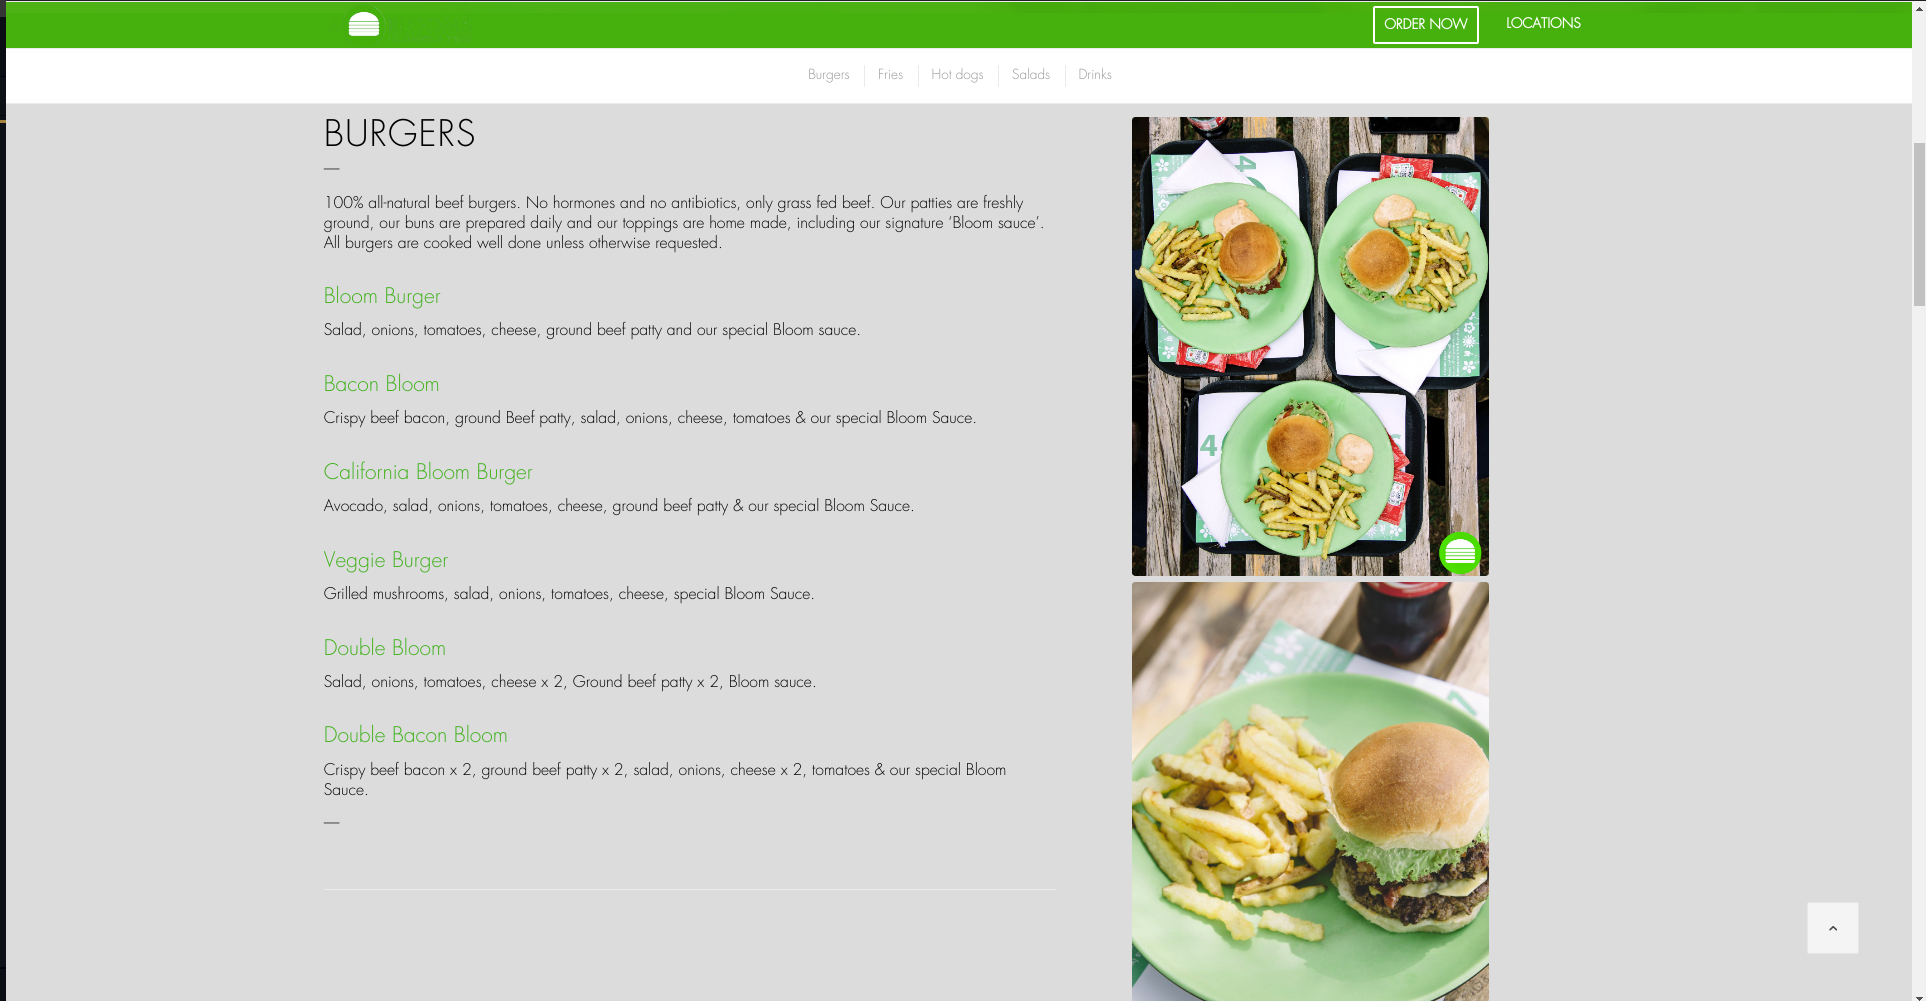 ORDER NOW
LOCATIONS
Burgers
Fries
Hot dogs
Salads
Drinks
BURGERS
—
100% all-natural beef burgers. No hormones and no antibiotics, only grass fed beef. Our patties are freshly
ground, our buns are prepared daily and our toppings are home made, including our signature ‘Bloom sauce’.
All burgers are cooked well done unless otherwise requested.
Bloom Burger
Salad, onions, tomatoes, cheese, ground beef patty and our special Bloom sauce.
Bacon Bloom
Crispy beef bacon, ground Beef patty, salad, onions, cheese, tomatoes & our special Bloom Sauce.
California Bloom Burger
Avocado, salad, onions, tomatoes, cheese, ground beef patty & our special Bloom Sauce.
Veggie Burger
Grilled mushrooms, salad, onions, tomatoes, cheese, special Bloom Sauce.
Double Bloom
Salad, onions, tomatoes, cheese x 2, Ground beef patty x 2, Bloom sauce.
Double Bacon Bloom
Crispy beef bacon x 2, ground beef patty x 2, salad, onions, cheese x 2, tomatoes & our special Bloom
Sauce.
—